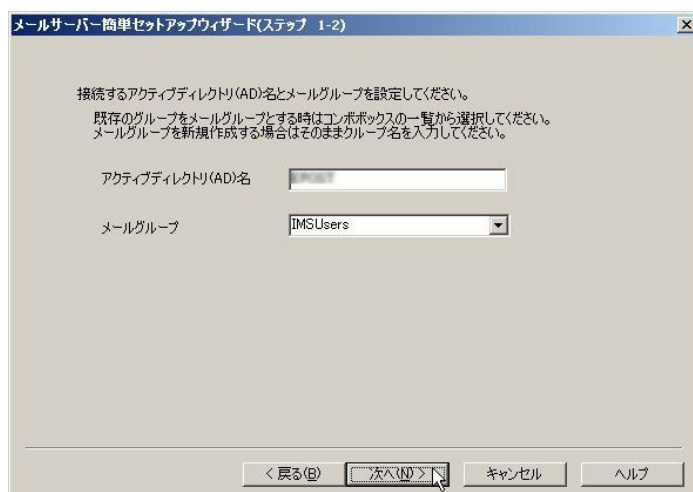 メールサーバー簡単セットアップウィザード(ステップ 1-2)
接続するアクティブディレクトリ(AD)名とメールグループを設定してください。
既存のグループをメールグループとする時はコンボボックスの一覧から選択してください。
メールグループを新規作成する場合はそのままグループ名を入力してください。
アクティブディレクトリ(AD)名
メールグループ IMSUsers
< 戻る(B) 次へ(N) > キャンセル ヘルプ